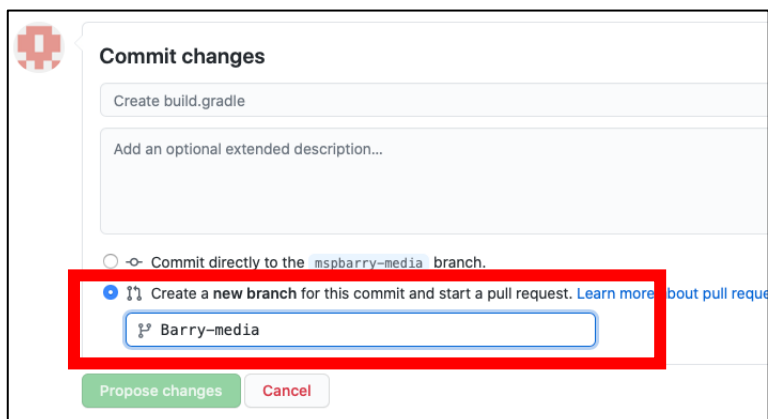 Commit changes
Create build.gradle
Add an optional extended description...
Commit directly to the mspbarry-media branch.
Create a new branch for this commit and start a pull request. Learn more about pull reque
Barry-media
Propose changes
Cancel